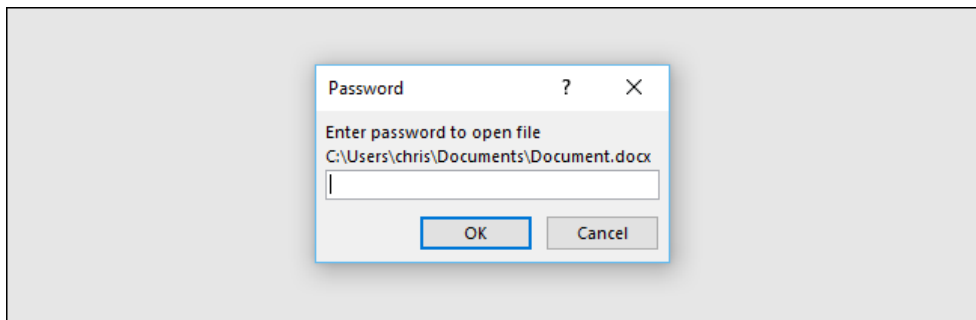 Password ?
Enter password to open file
C:\Users\chris\Documents\Document.docx
OK Cancel